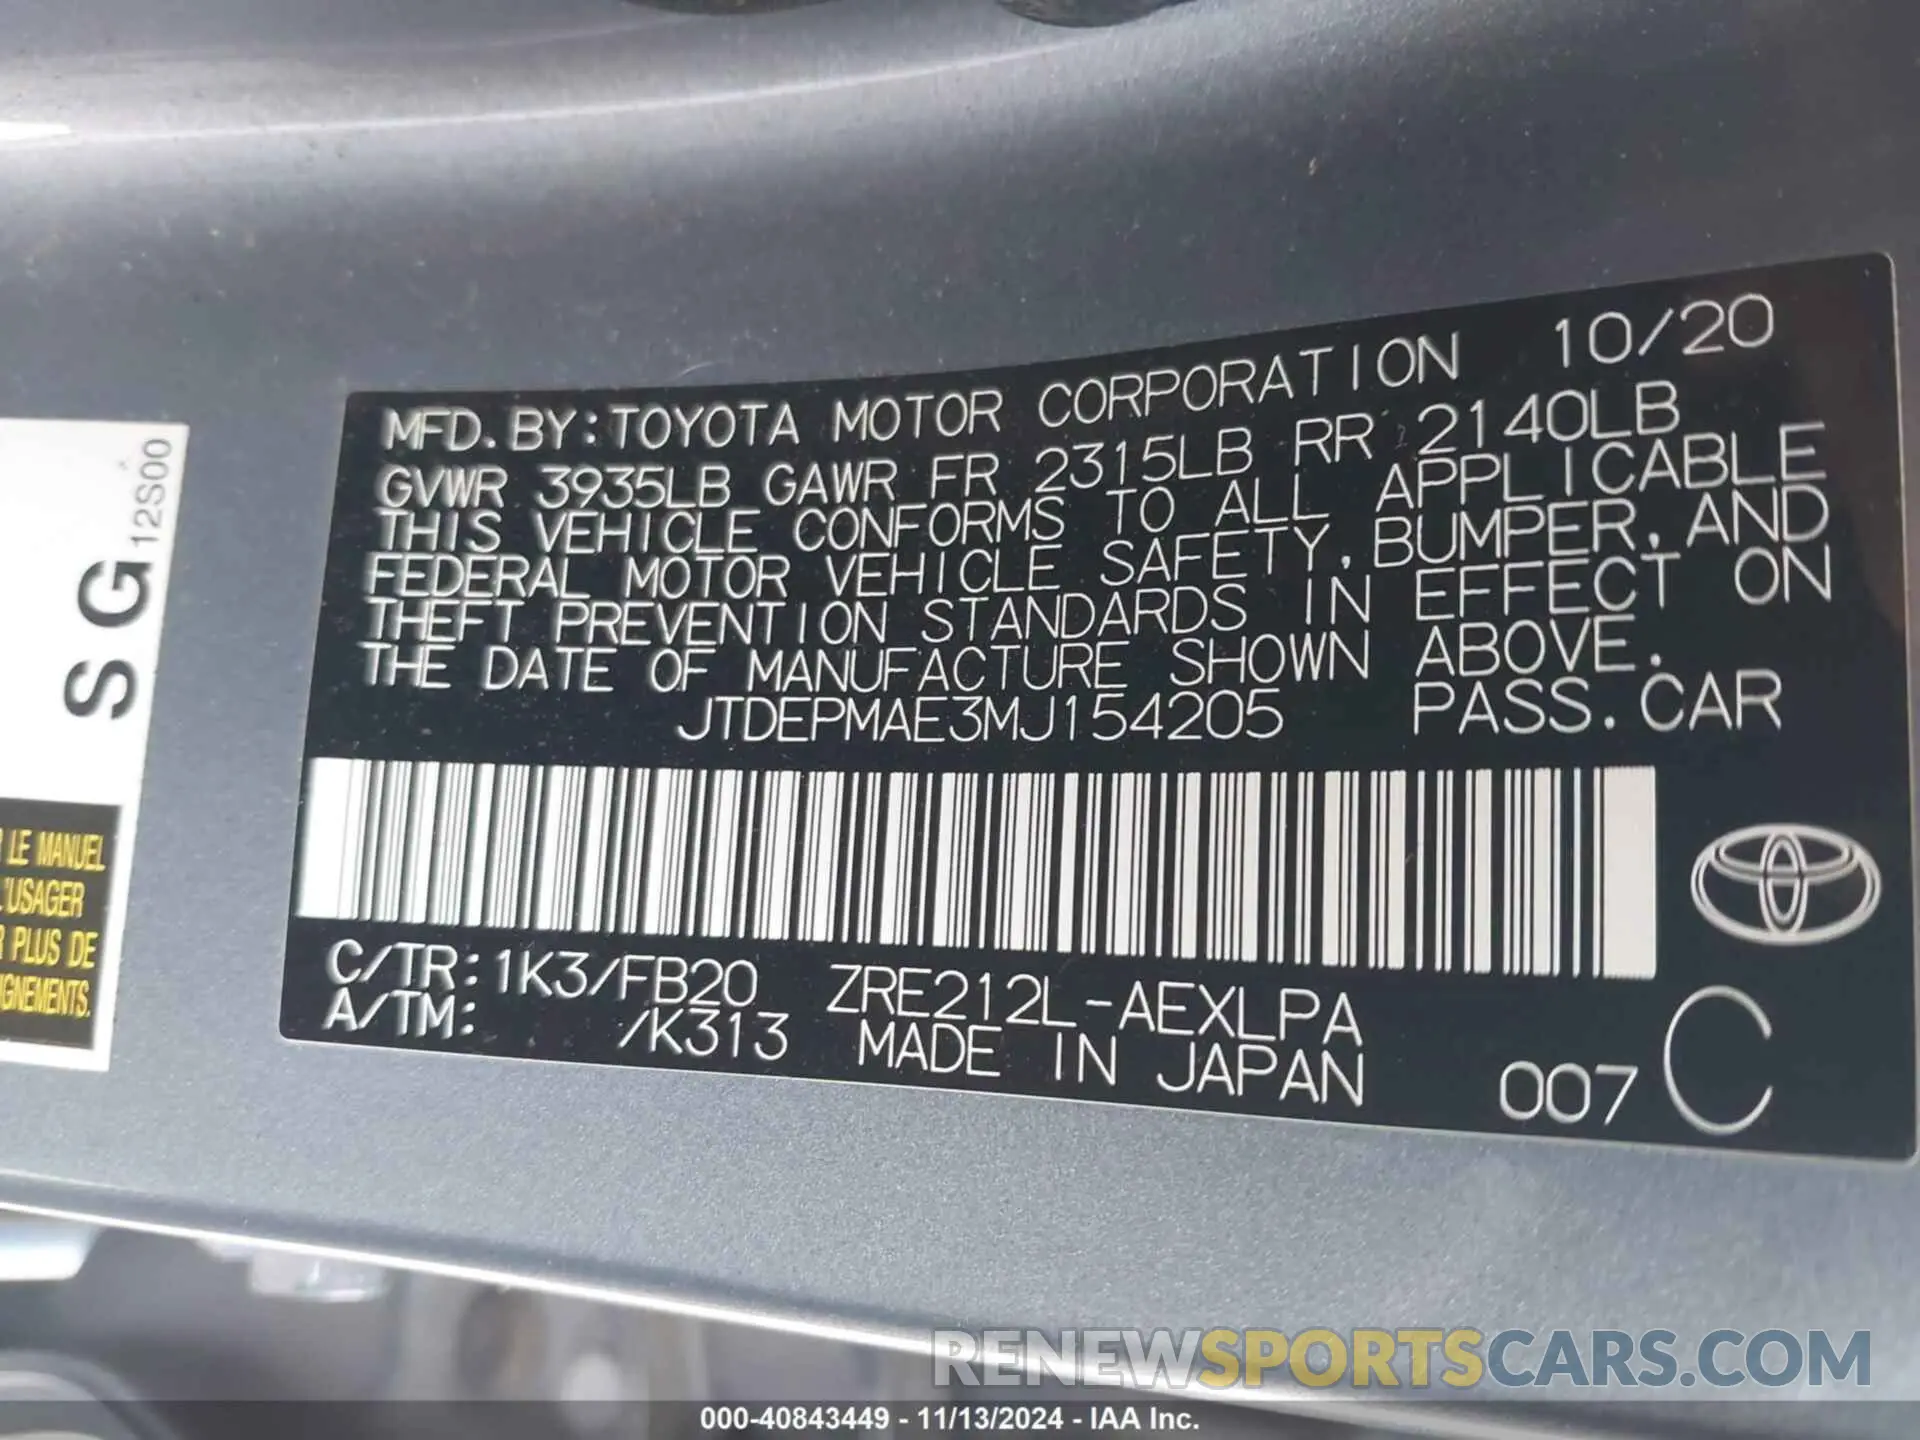 MFD. BY: TOYOTA MOTOR CORPORATION 10/20
GVWR 3935LB GAWR FR 2315LB RR 2140LB
THIS VEHICLE CONFORMS TO ALL APPLICABLE
FEDERAL MOTOR VEHICLE SAFETY, BUMPER, AND
THEFT PREVENTION STANDARDS IN EFFECT ON
THE DATE OF MANUFACTURE SHOWN ABOVE.
JTDEPMAE3MJ154205 PASS. CAR
C/TR: 1K3/FB20 ZRE212L-AEXLPA
A/TM: /K313 MADE IN JAPAN 007 C
SG 12S00
LE MANUEL
L'USAGER
R PLUS DE
IGNEMENTS.
RENEWSPORTSCARS.COM
000-40843449 - 11/13/2024 - IAA Inc.